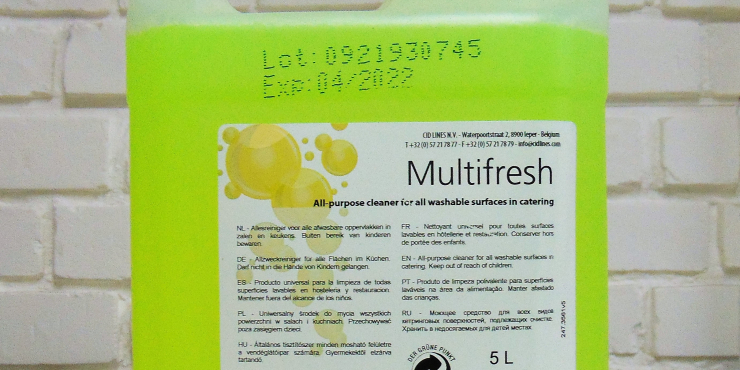 Lot: 0921930745
Exp: 04/2022
CID LINES N.V. - Waterpoortstraat 2, 8900 Ieper - Belgium
T +32 (0) 57 21 78 77 - F +32 (0) 57 21 78 79 - info@cidlines.com
Multifresh
All-purpose cleaner for all washable surfaces in catering
NL - Allesreiniger voor alle afwasbare oppervlakken in
zalen en keukens. Buiten bereik van kinderen
bewaren.
DE - Allzweckreiniger für alle Flächen im Küchen.
Darf nicht in die Hände von Kindern gelangen.
ES - Producto universal para la limpieza de todas
superficies lavables en hosteleria y restauracion.
Mantener fuera del alcance de los niños.
PL - Uniwersalny środek do mycia wszystkich
powierzchni w salach i kuchniach. Przechowywać
poza zasięgiem dzieci.
HU - Általános tisztítószer minden mosható felületre
a vendéglátóipar számára. Gyermekektől elzárva
tartandó.
FR - Nettoyant universel pour toutes surfaces
lavables en hôtellerie et restauration. Conserver hors
de portée des enfants.
EN - All-purpose cleaner for all washable surfaces in
catering. Keep out of reach of children.
PT - Produto de limpeza polivalente para superfícies
laváveis na área da alimentação. Manter afastado
das crianças.
RU - Моющее средство для всех видов
кетринговых поверхностей, подлежащих очистке.
Хранить в недосягаемых для детей местах.
247.3561v5
DER GRÜNE PUNKT
5 L